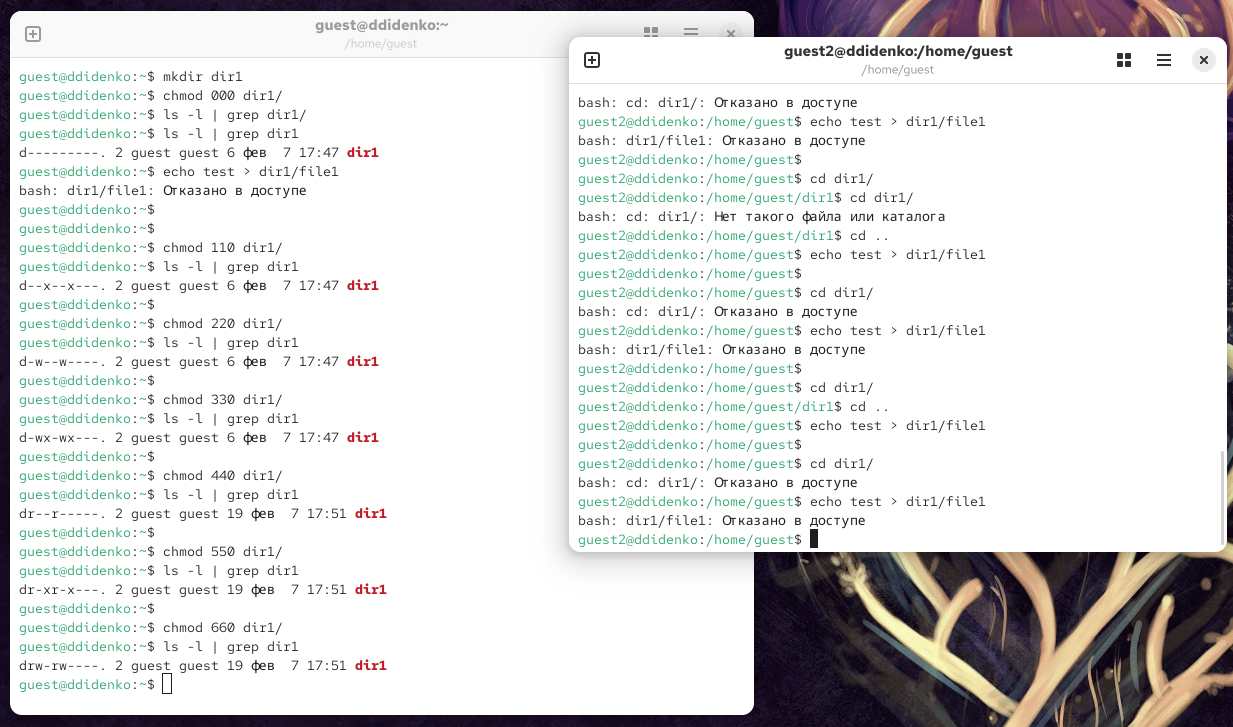 guest@ddidenko:~
/home/guest
guest@ddidenko:~$ mkdir dir1
guest@ddidenko:~$ chmod 000 dir1/
guest@ddidenko:~$ ls -l | grep dir1/
guest@ddidenko:~$ ls -l | grep dir1
d---------. 2 guest guest 6 фев  7 17:47 dir1
guest@ddidenko:~$ echo test > dir1/file1
bash: dir1/file1: Отказано в доступе
guest@ddidenko:~$
guest@ddidenko:~$
guest@ddidenko:~$ chmod 110 dir1/
guest@ddidenko:~$ ls -l | grep dir1
d--x--x---. 2 guest guest 6 фев  7 17:47 dir1
guest@ddidenko:~$
guest@ddidenko:~$ chmod 220 dir1/
guest@ddidenko:~$ ls -l | grep dir1
d-w--w----. 2 guest guest 6 фев  7 17:47 dir1
guest@ddidenko:~$
guest@ddidenko:~$ chmod 330 dir1/
guest@ddidenko:~$ ls -l | grep dir1
d-wx-wx---. 2 guest guest 6 фев  7 17:47 dir1
guest@ddidenko:~$
guest@ddidenko:~$ chmod 440 dir1/
guest@ddidenko:~$ ls -l | grep dir1
dr--r-----. 2 guest guest 19 фев  7 17:51 dir1
guest@ddidenko:~$
guest@ddidenko:~$ chmod 550 dir1/
guest@ddidenko:~$ ls -l | grep dir1
dr-xr-x---. 2 guest guest 19 фев  7 17:51 dir1
guest@ddidenko:~$
guest@ddidenko:~$ chmod 660 dir1/
guest@ddidenko:~$ ls -l | grep dir1
drw-rw----. 2 guest guest 19 фев  7 17:51 dir1
guest@ddidenko:~$
guest2@ddidenko:/home/guest
/home/guest
bash: cd: dir1/: Отказано в доступе
guest2@ddidenko:/home/guest$ echo test > dir1/file1
bash: dir1/file1: Отказано в доступе
guest2@ddidenko:/home/guest$
guest2@ddidenko:/home/guest$ cd dir1/
guest2@ddidenko:/home/guest/dir1$ cd dir1/
bash: cd: dir1/: Нет такого файла или каталога
guest2@ddidenko:/home/guest/dir1$ cd ..
guest2@ddidenko:/home/guest$ echo test > dir1/file1
guest2@ddidenko:/home/guest$
guest2@ddidenko:/home/guest$ cd dir1/
bash: cd: dir1/: Отказано в доступе
guest2@ddidenko:/home/guest$ echo test > dir1/file1
bash: dir1/file1: Отказано в доступе
guest2@ddidenko:/home/guest$
guest2@ddidenko:/home/guest$ cd dir1/
guest2@ddidenko:/home/guest/dir1$ cd ..
guest2@ddidenko:/home/guest$ echo test > dir1/file1
guest2@ddidenko:/home/guest$
guest2@ddidenko:/home/guest$ cd dir1/
bash: cd: dir1/: Отказано в доступе
guest2@ddidenko:/home/guest$ echo test > dir1/file1
bash: dir1/file1: Отказано в доступе
guest2@ddidenko:/home/guest$